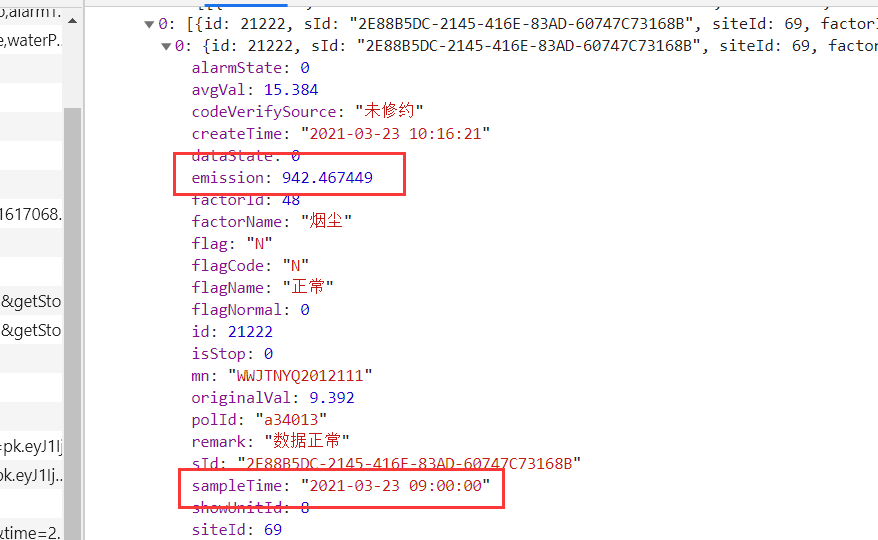 0: [{id: 21222, sId: "2E88B5DC-2145-416E-83AD-60747C73168B", siteId: 69, factorI
0: {id: 21222, sId: "2E88B5DC-2145-416E-83AD-60747C73168B", siteId: 69, factor
alarmState: 0
avgVal: 15.384
codeVerifySource: "未修约"
createTime: "2021-03-23 10:16:21"
dataState: 0
emission: 942.467449
factorId: 48
factorName: "烟尘"
1617068.
flag: "N"
flagCode: "N"
flagName: "正常"
&getSto
flagNormal: 0
&getSto
id: 21222
isStop: 0
mn: "WWJTNYQ2012111"
originalVal: 9.392
polId: "a34013"
=pk.eyJ1Ij
remark: "数据正常"
sId: "2E88B5DC-2145-416E-83AD-60747C73168B"
pk.eyJ1Ij...
sampleTime: "2021-03-23 09:00:00"
showUnitId: 8
siteId: 69
&time=2.